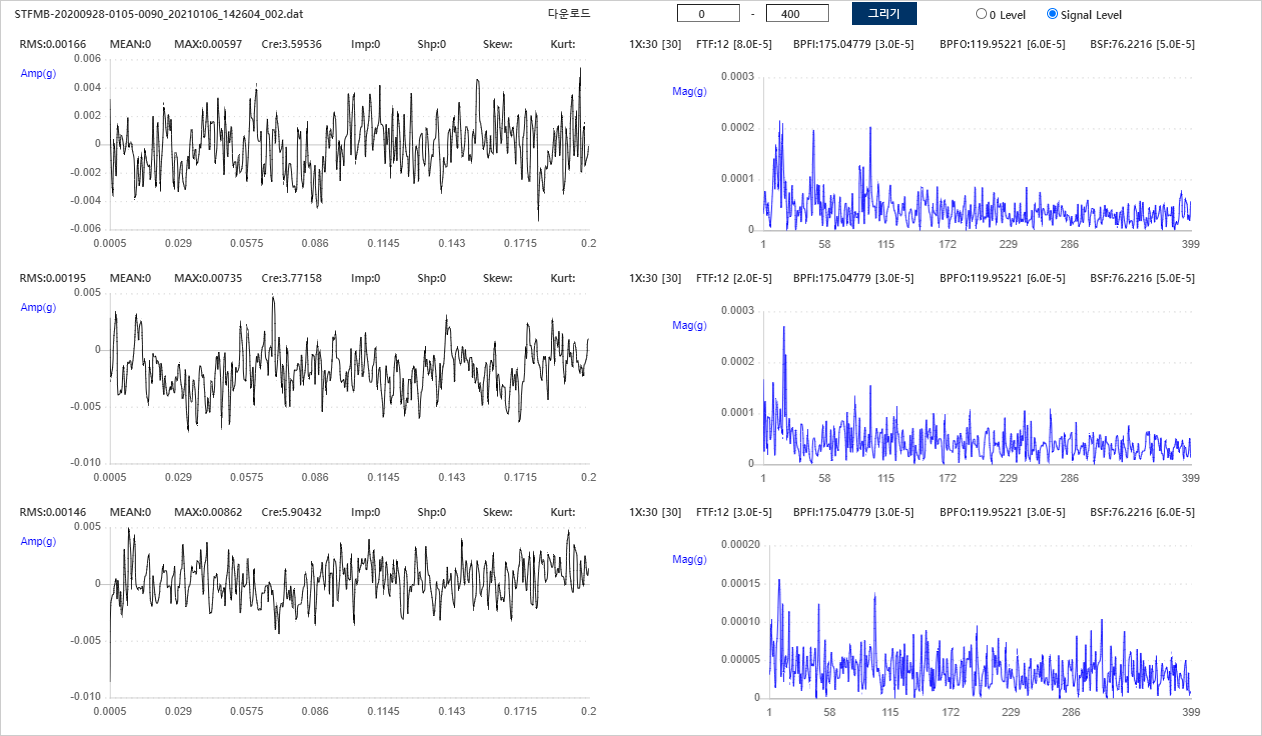 STFMB-20200928-0105-0090_20210106_142604_002.dat 다운로드 0 - 400 그리기 0 Level Signal Level
RMS:0.00166 MEAN:0 MAX:0.00597 Cre:3.59536 Imp:0 Shp:0 Skew: Kurt: 1X:30 [30] FTF:12 [8.0E-5] BPFI:175.04779 [3.0E-5] BPFO:119.95221 [6.0E-5] BSF:76.2216 [5.0E-5]
Amp(g)
0.006
0.004
0.002
0
-0.002
-0.004
-0.006
0.0005 0.029 0.0575 0.086 0.1145 0.143 0.1715 0.2
Mag(g)
0.0003
0.0002
0.0001
0
1 58 115 172 229 286 399
RMS:0.00195 MEAN:0 MAX:0.00735 Cre:3.77158 Imp:0 Shp:0 Skew: Kurt: 1X:30 [30] FTF:12 [2.0E-5] BPFI:175.04779 [3.0E-5] BPFO:119.95221 [6.0E-5] BSF:76.2216 [5.0E-5]
Amp(g)
0.005
0
-0.005
-0.010
0.0005 0.029 0.0575 0.086 0.1145 0.143 0.1715 0.2
Mag(g)
0.0003
0.0002
0.0001
0
1 58 115 172 229 286 399
RMS:0.00146 MEAN:0 MAX:0.00862 Cre:5.90432 Imp:0 Shp:0 Skew: Kurt: 1X:30 [30] FTF:12 [3.0E-5] BPFI:175.04779 [3.0E-5] BPFO:119.95221 [3.0E-5] BSF:76.2216 [6.0E-5]
Amp(g)
0.005
0
-0.005
-0.010
0.0005 0.029 0.0575 0.086 0.1145 0.143 0.1715 0.2
Mag(g)
0.00020
0.00015
0.00010
0.00005
0
1 58 115 172 229 286 399